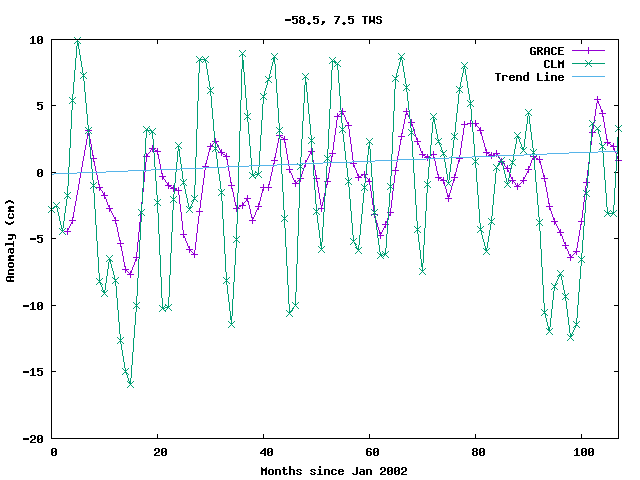 -58.5, 7.5 TWS
GRACE
CLM
Trend Line
10
5
0
-5
-10
-15
-20
Anomaly (cm)
0 20 40 60 80 100
Months since Jan 2002